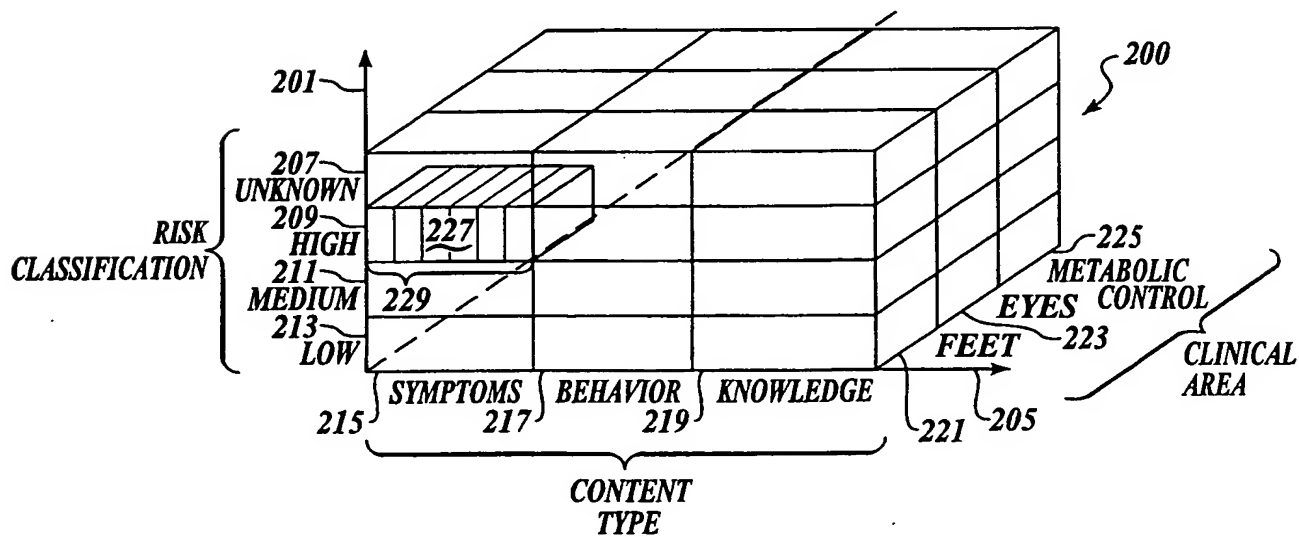 200
201
207
UNKNOWN
209
HIGH
211
MEDIUM
213
LOW
RISK
CLASSIFICATION
227
229
225
METABOLIC
CONTROL
EYES
223
FEET
221
CLINICAL
AREA
205
SYMPTOMS
BEHAVIOR
KNOWLEDGE
215
217
219
CONTENT
TYPE